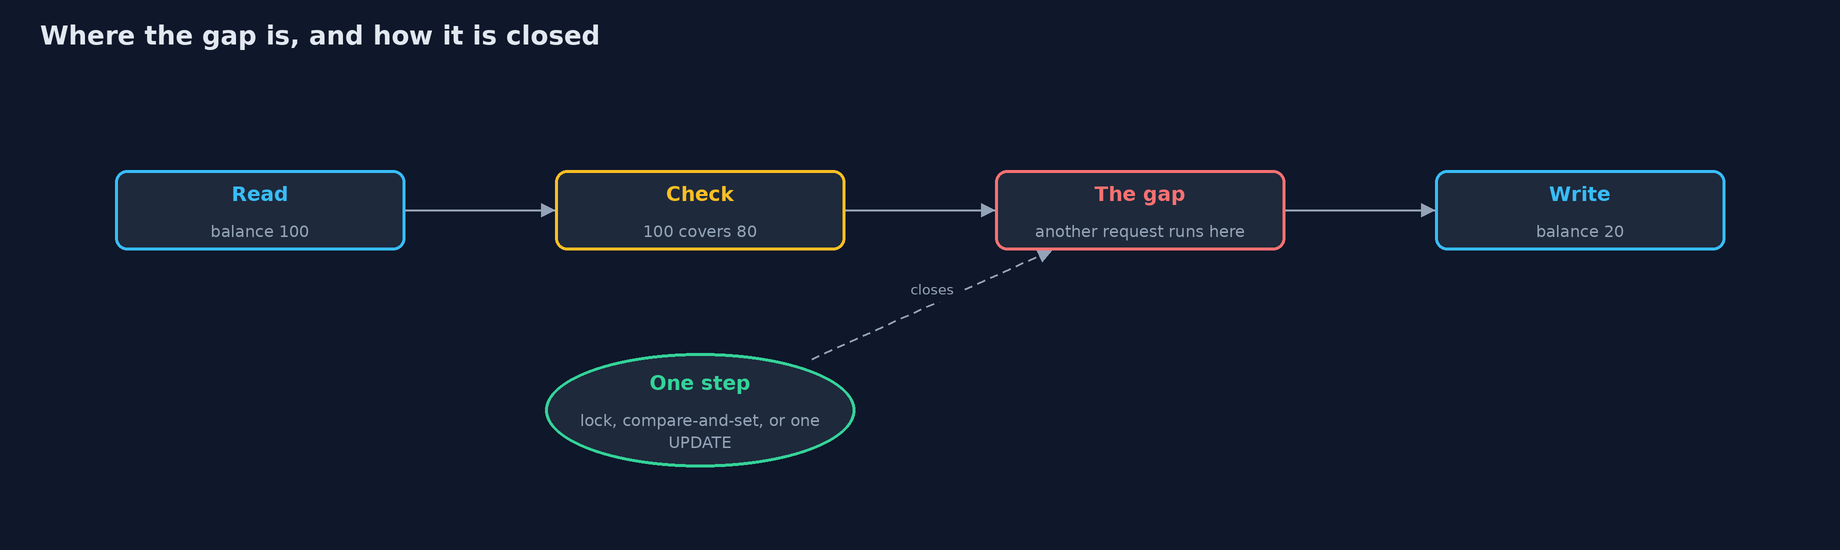 Where the gap is, and how it is closed
Read
balance 100
Check
100 covers 80
The gap
another request runs here
Write
balance 20
closes
One step
lock, compare-and-set, or one
UPDATE